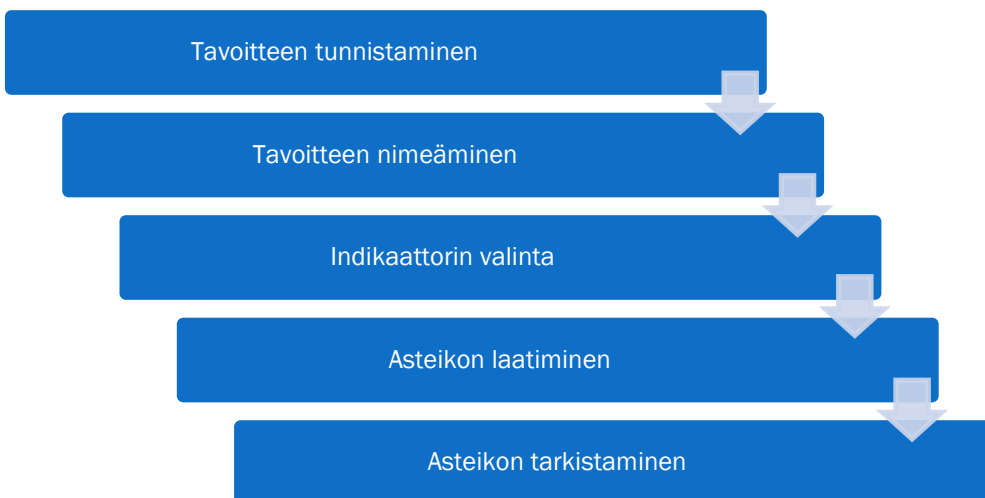 Tavoitteen tunnistaminen
Tavoitteen nimeäminen
Indikaattorin valinta
Asteikon laatiminen
Asteikon tarkistaminen